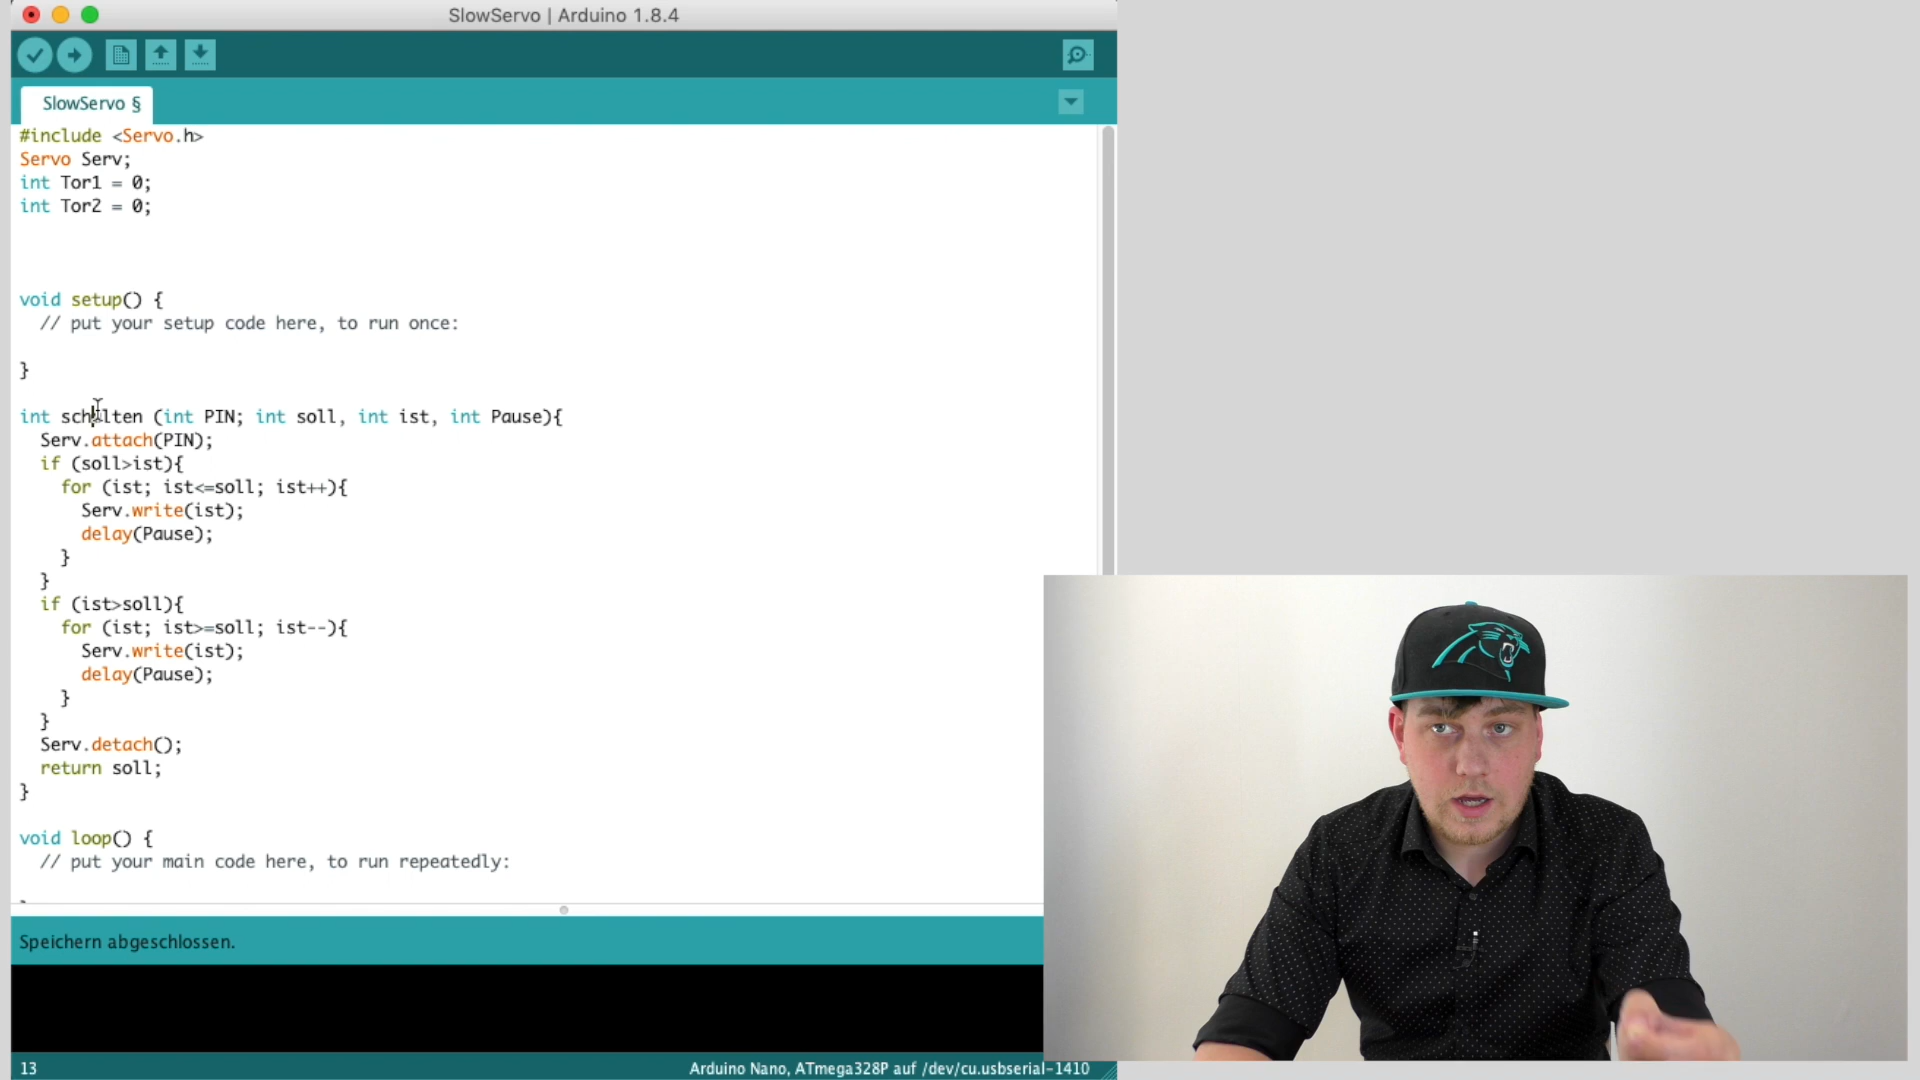 SlowServo | Arduino 1.8.4
SlowServo §
#include <Servo.h>
Servo Serv;
int Tor1 = 0;
int Tor2 = 0;
void setup() {
  // put your setup code here, to run once:
}
int schalten (int PIN; int soll, int ist, int Pause){
  Serv.attach(PIN);
  if (soll>ist){
    for (ist; ist<=soll; ist++){
      Serv.write(ist);
      delay(Pause);
    }
  }
  if (ist>soll){
    for (ist; ist>=soll; ist--){
      Serv.write(ist);
      delay(Pause);
    }
  }
  Serv.detach();
  return soll;
}
void loop() {
  // put your main code here, to run repeatedly:
Speichern abgeschlossen.
13
Arduino Nano, ATmega328P auf /dev/cu.usbserial-1410